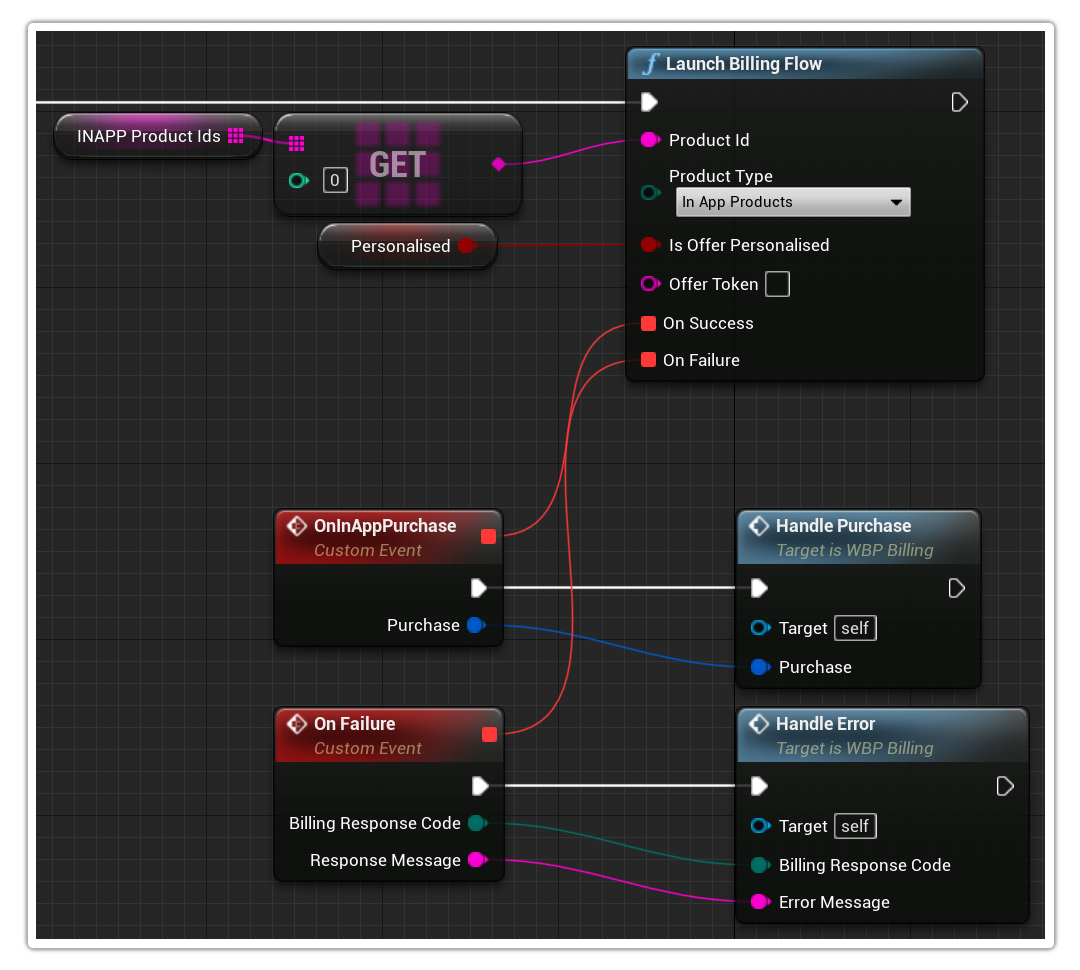 Launch Billing Flow
INAPP Product Ids
GET
0
Product Id
Product Type
In App Products
Personalised
Is Offer Personalised
Offer Token
On Success
On Failure
OnInAppPurchase
Custom Event
Purchase
Handle Purchase
Target is WBP Billing
Target self
Purchase
On Failure
Custom Event
Billing Response Code
Response Message
Handle Error
Target is WBP Billing
Target self
Billing Response Code
Error Message